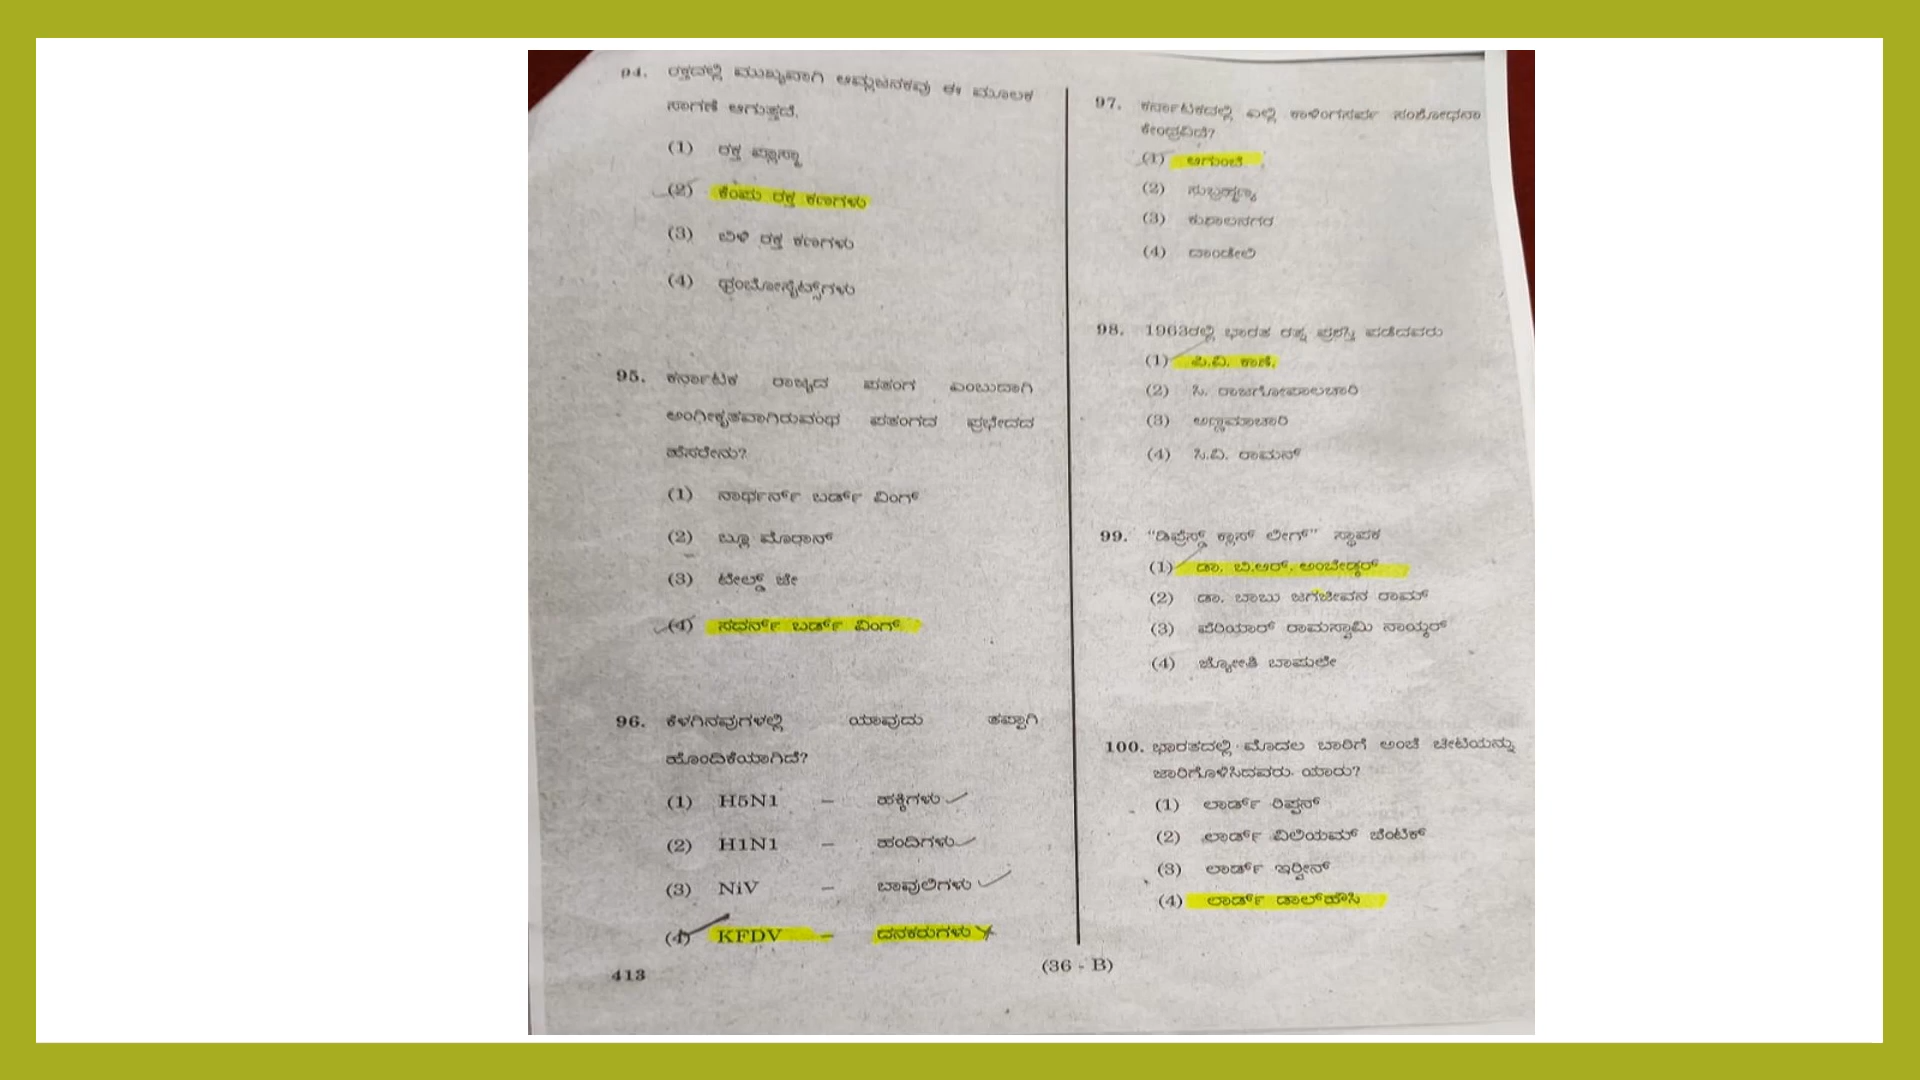 94. ರಕ್ತದಲ್ಲಿ ಮುಖ್ಯವಾಗಿ ಆಮ್ಲಜನಕವು ಈ ಮೂಲಕ
ಸಾಗಣೆ ಆಗುತ್ತದೆ.
(1) ರಕ್ತ ಪ್ಲಾಸ್ಮಾ
(2) ಕೆಂಪು ರಕ್ತ ಕಣಗಳು
(3) ಬಿಳಿ ರಕ್ತ ಕಣಗಳು
(4) ಥ್ರಂಬೋಸೈಟ್ಸ್‌ಗಳು
95. ಕರ್ನಾಟಕ ರಾಜ್ಯದ ಪತಂಗ ಎಂಬುದಾಗಿ
ಅಂಗೀಕೃತವಾಗಿರುವಂಥ ಪತಂಗದ ಪ್ರಭೇದದ
ಹೆಸರೇನು?
(1) ನಾರ್ಥರ್ನ್ ಬರ್ಡ್ ವಿಂಗ್
(2) ಬ್ಲೂ ಮೊರಾನ್
(3) ಟೇಲ್ಡ್ ಜೇ
(4) ಸದರ್ನ್ ಬರ್ಡ್ ವಿಂಗ್
96. ಕೆಳಗಿನವುಗಳಲ್ಲಿ ಯಾವುದು ತಪ್ಪಾಗಿ
ಹೊಂದಿಕೆಯಾಗಿದೆ?
(1) H5N1 – ಹಕ್ಕಿಗಳು
(2) H1N1 – ಹಂದಿಗಳು
(3) NiV – ಬಾವುಲಿಗಳು
(4) KFDV – ದನಕರುಗಳು
413
97. ಕರ್ನಾಟಕದಲ್ಲಿ ಎಲ್ಲಿ ಕಾಳಿಂಗಸರ್ಪ ಸಂಶೋಧನಾ
ಕೇಂದ್ರವಿದೆ?
(1) ಆಗುಂಬೆ
(2) ಸುಬ್ರಹ್ಮಣ್ಯ
(3) ಕುಶಾಲನಗರ
(4) ದಾಂಡೇಲಿ
98. 1963ರಲ್ಲಿ ಭಾರತ ರತ್ನ ಪ್ರಶಸ್ತಿ ಪಡೆದವರು
(1) ಪಿ.ವಿ. ಕಾಣೆ.
(2) ಸಿ. ರಾಜಗೋಪಾಲಚಾರಿ
(3) ಅಣ್ಣಾಮಾಚಾರಿ
(4) ಸಿ.ವಿ. ರಾಮನ್
99. "ಡಿಪ್ರೆಸ್ಡ್ ಕ್ಲಾಸ್ ಲೀಗ್" ಸ್ಥಾಪಕ
(1) ಡಾ. ಬಿ.ಆರ್. ಅಂಬೇಡ್ಕರ್
(2) ಡಾ. ಬಾಬು ಜಗಜೀವನ ರಾಮ್
(3) ಪೆರಿಯಾರ್ ರಾಮಸ್ವಾಮಿ ನಾಯ್ಕರ್
(4) ಜ್ಯೋತಿ ಬಾಪುಲೇ
100. ಭಾರತದಲ್ಲಿ ಮೊದಲ ಬಾರಿಗೆ ಅಂಚೆ ಚೀಟಿಯನ್ನು
ಜಾರಿಗೊಳಿಸಿದವರು ಯಾರು?
(1) ಲಾರ್ಡ್ ರಿಪ್ಪನ್
(2) ಲಾರ್ಡ್ ವಿಲಿಯಮ್ ಬೆಂಟಿಕ್
(3) ಲಾರ್ಡ್ ಇರ್ವೀನ್
(4) ಲಾರ್ಡ್ ಡಾಲ್‌ಹೌಸಿ
(36 - B)